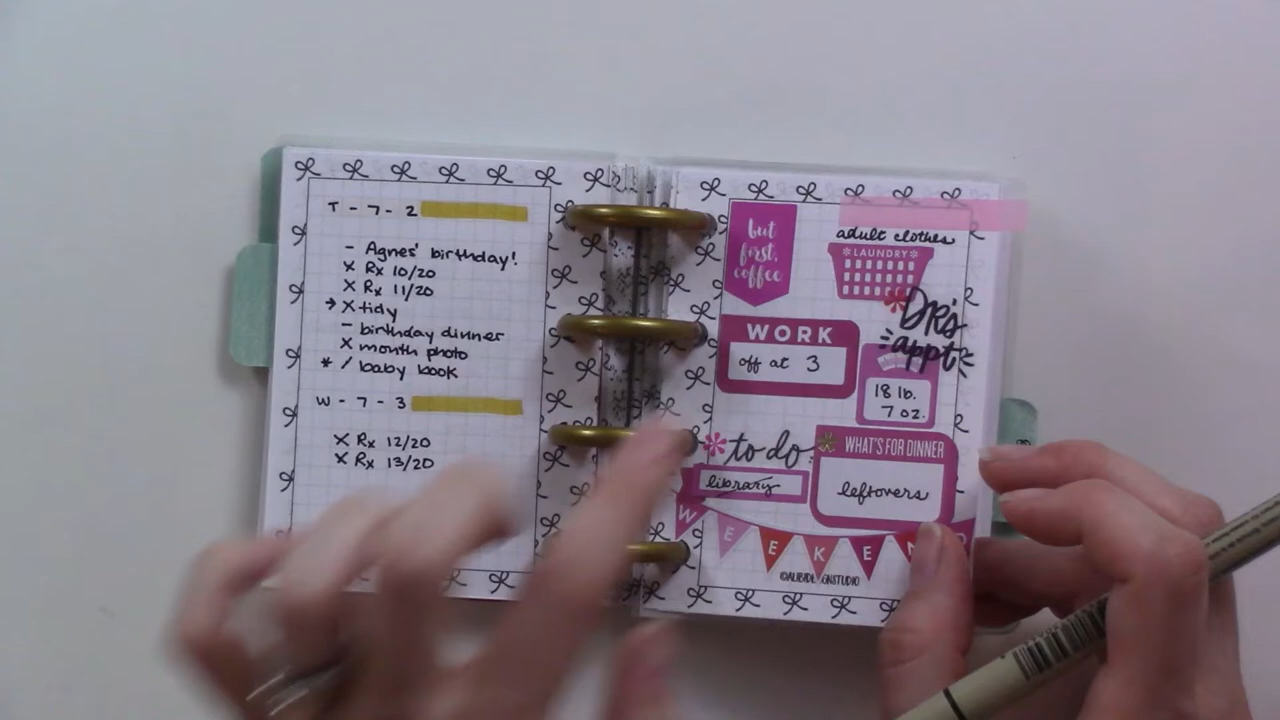 T - 7 - 2
- Agnes' birthday!
X Rx 10/20
X Rx 11/20
→ X tidy
- birthday dinner
X month photo
* / baby book
W - 7 - 3
X Rx 12/20
X Rx 13/20
but
first,
coffee
adult clothes
*LAUNDRY*
DR's
appt
WORK
off at 3
18 lb.
7 oz.
to do:
library
WHAT'S FOR DINNER
leftovers
WEEKEND